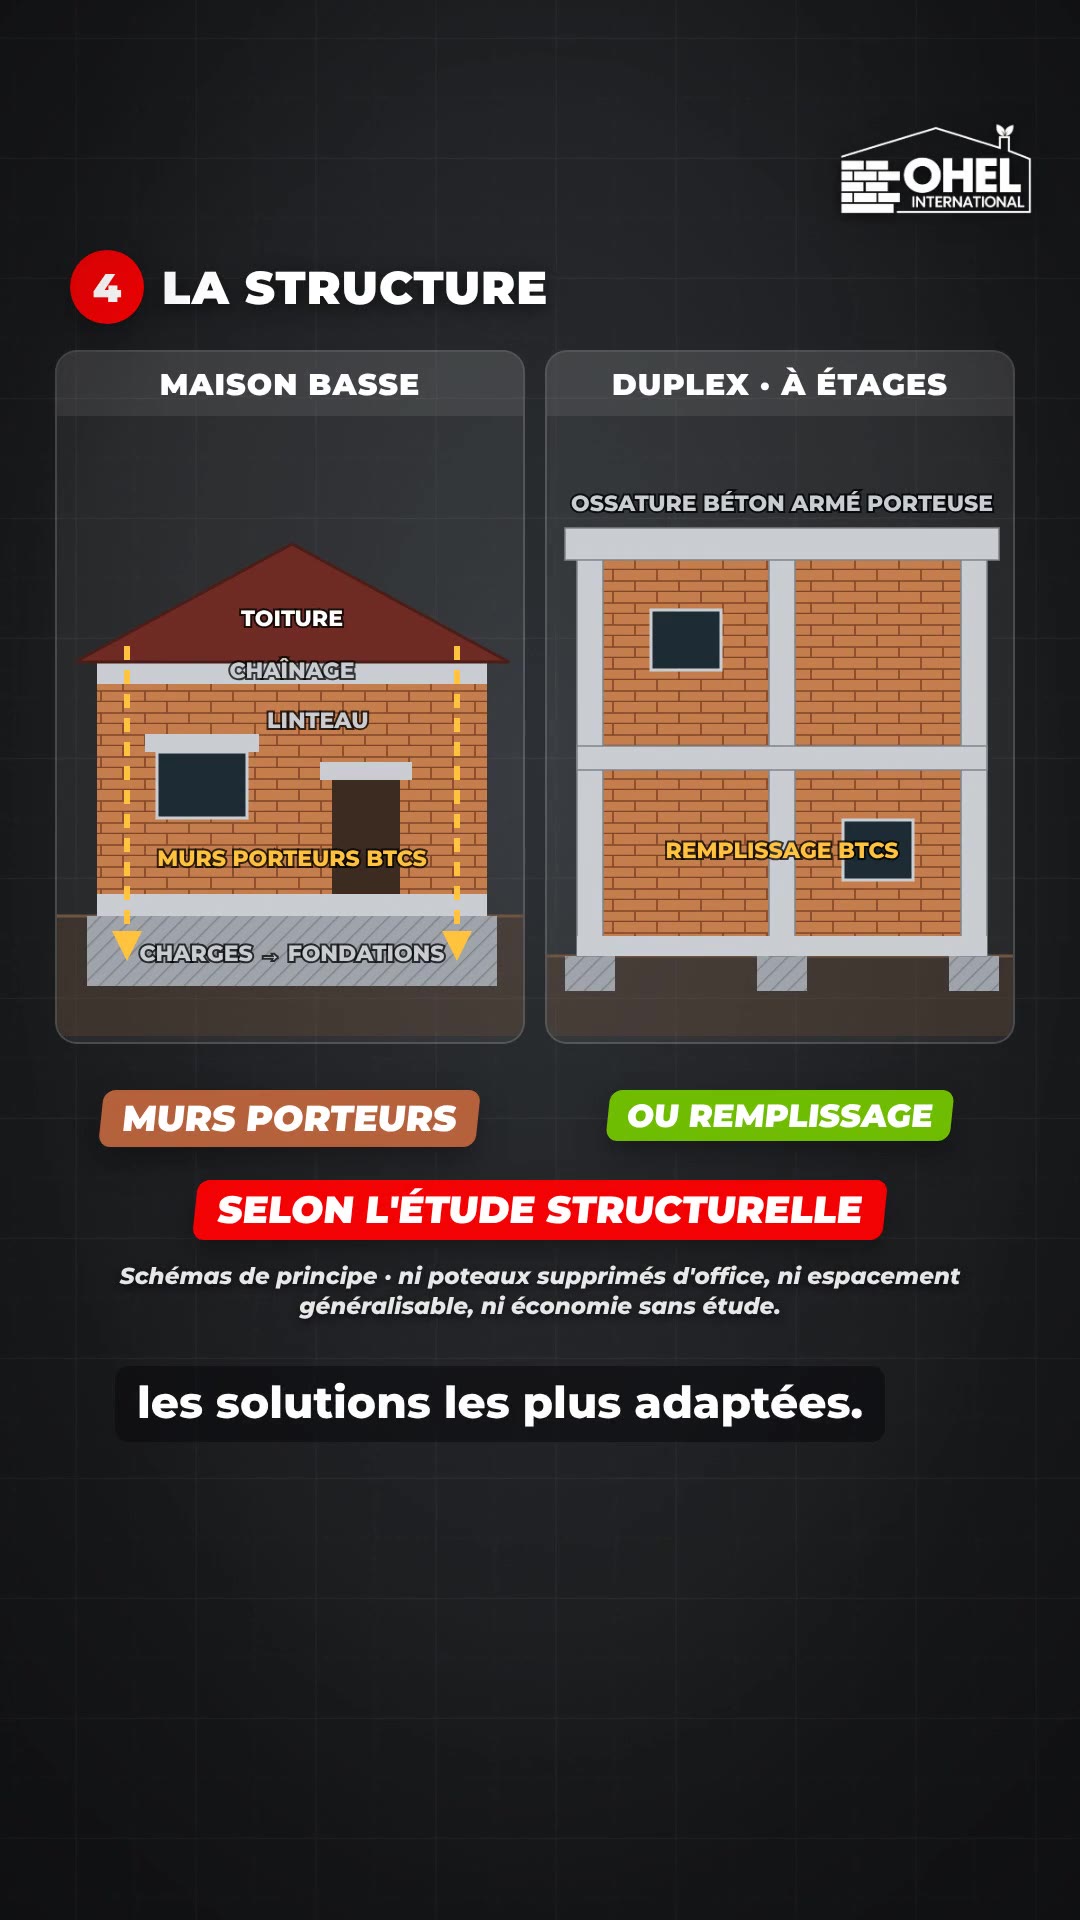 OHEL
INTERNATIONAL
4 LA STRUCTURE
MAISON BASSE
TOITURE
CHAÎNAGE
LINTEAU
MURS PORTEURS BTCS
CHARGES → FONDATIONS
DUPLEX • À ÉTAGES
OSSATURE BÉTON ARMÉ PORTEUSE
REMPLISSAGE BTCS
MURS PORTEURS
OU REMPLISSAGE
SELON L'ÉTUDE STRUCTURELLE
Schémas de principe • ni poteaux supprimés d'office, ni espacement
généralisable, ni économie sans étude.
les solutions les plus adaptées.